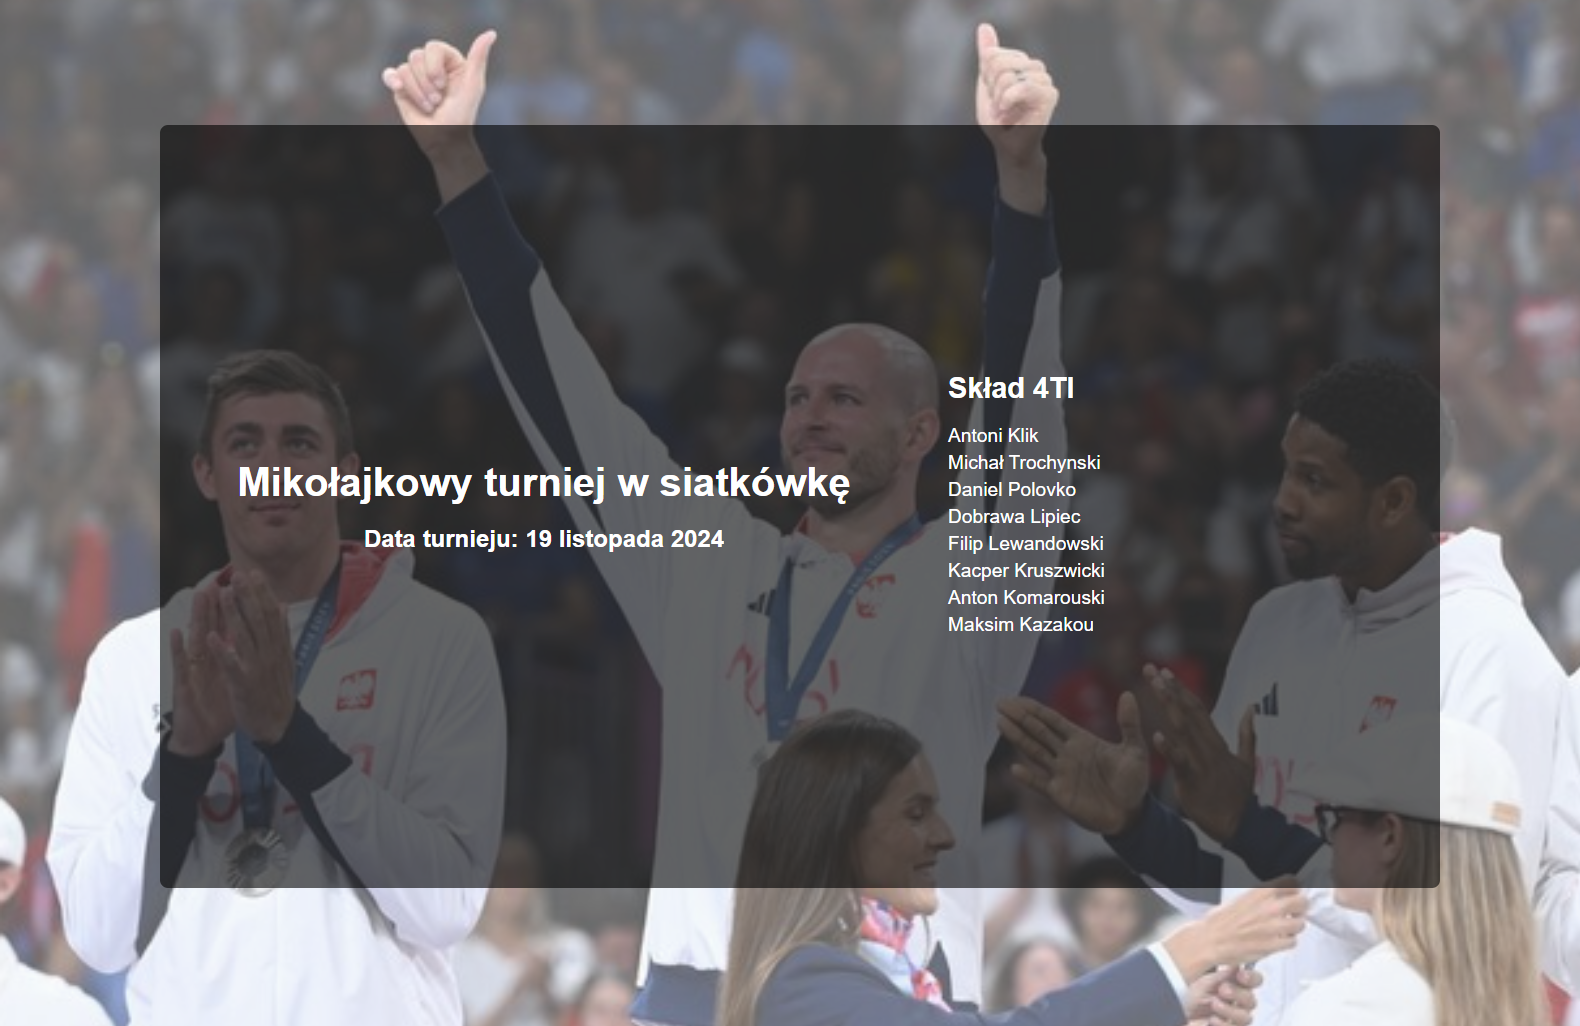 Mikołajkowy turniej w siatkówkę
Data turnieju: 19 listopada 2024
Skład 4TI
Antoni Klik
Michał Trochynski
Daniel Polovko
Dobrawa Lipiec
Filip Lewandowski
Kacper Kruszwicki
Anton Komarouski
Maksim Kazakou